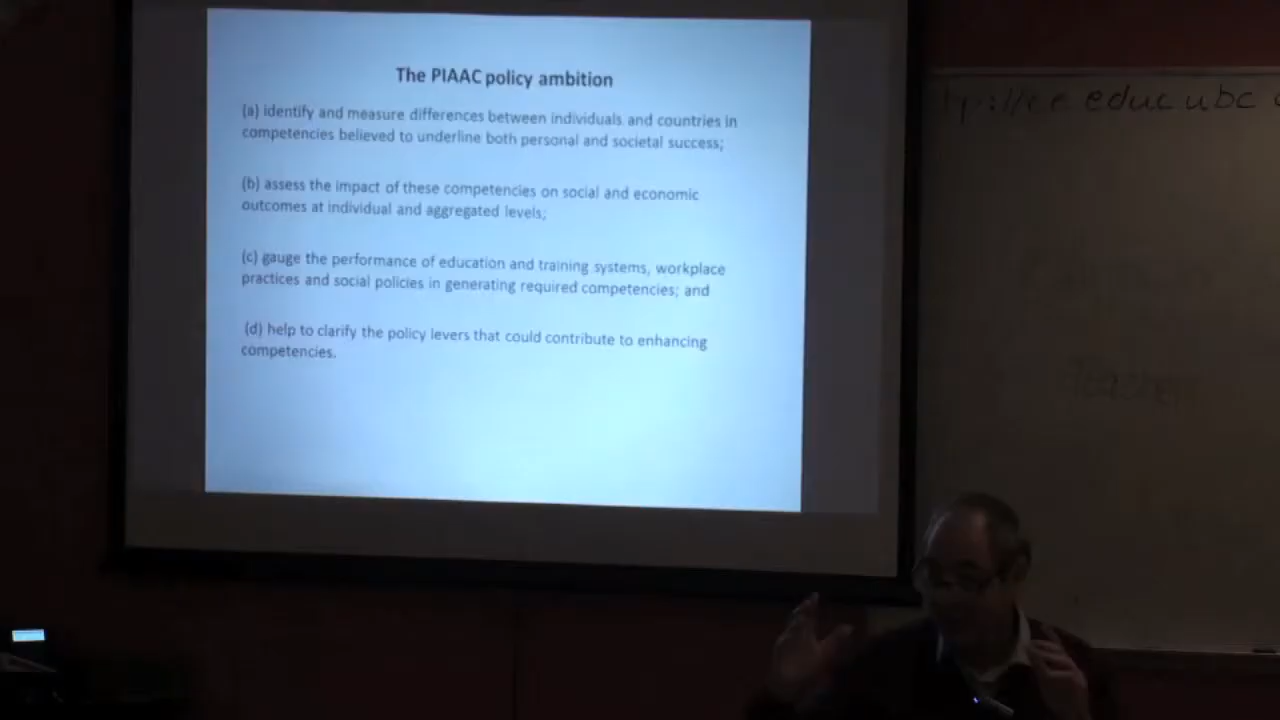 The PIAAC policy ambition
(a) identify and measure differences between individuals and countries in
competencies believed to underline both personal and societal success;
(b) assess the impact of these competencies on social and economic
outcomes at individual and aggregated levels;
(c) gauge the performance of education and training systems, workplace
practices and social policies in generating required competencies; and
(d) help to clarify the policy levers that could contribute to enhancing
competencies.
educ.ubc